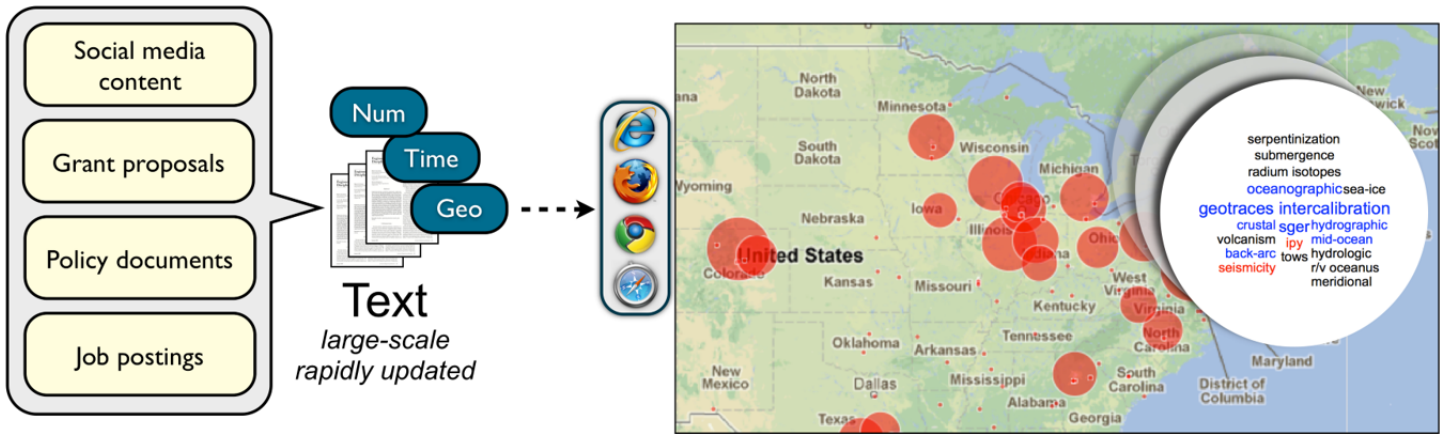 Social media
content
Grant proposals
Policy documents
Job postings
Num
Time
Geo
Text
large-scale
rapidly updated
North
Dakota
Minnesota
South
Dakota
Wisconsin
Michigan
Wyoming
Iowa
Nebraska
Illinois
United States
Kansas
Missouri
West
Virginia
Kentucky
Virginia
Tennessee
North
Carolina
Oklahoma
Arkansas
New
Mexico
Dallas
Mississippi
South
Carolina
Alabama
Georgia
Texas
Maryland
District of
Columbia
New
serpentinization
submergence
radium isotopes
oceanographic sea-ice
geotraces intercalibration
crustal sger hydrographic
volcanism ipy mid-ocean
back-arc tows hydrologic
seismicity r/v oceanus
meridional